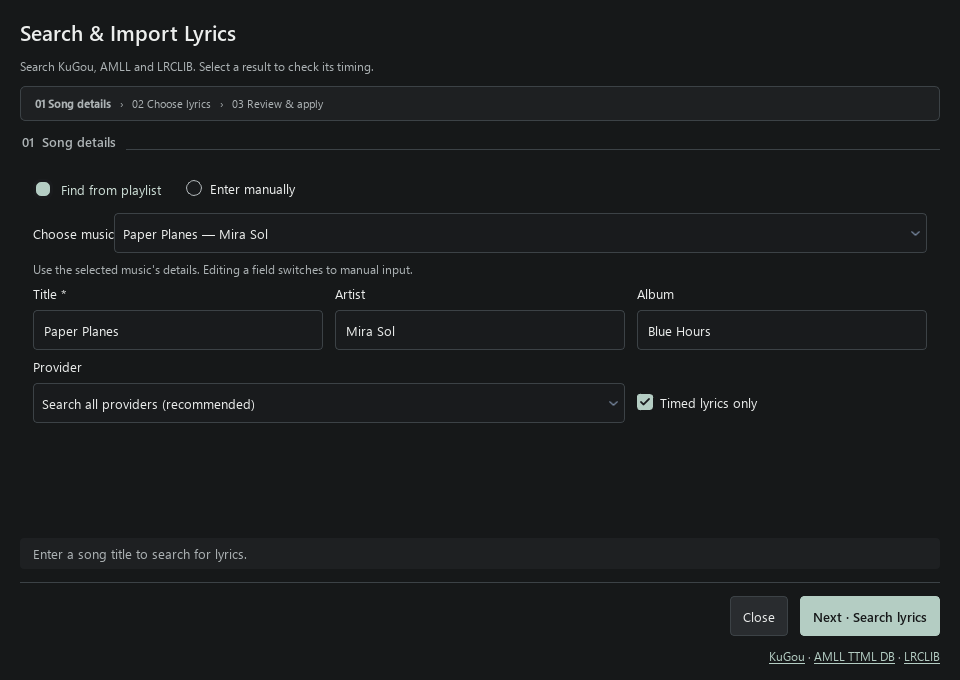 Search & Import Lyrics
Search KuGou, AMLL and LRCLIB. Select a result to check its timing.
01 Song details › 02 Choose lyrics › 03 Review & apply
01 Song details
Find from playlist Enter manually
Choose music Paper Planes — Mira Sol
Use the selected music's details. Editing a field switches to manual input.
Title * Artist Album
Paper Planes Mira Sol Blue Hours
Provider
Search all providers (recommended) Timed lyrics only
Enter a song title to search for lyrics.
Close Next · Search lyrics
KuGou · AMLL TTML DB · LRCLIB